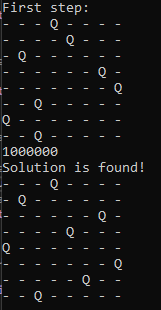 First step:
- - - Q - - - -
- - - - Q - - -
- Q - - - - - -
- - - - - - Q -
- - - - - - - Q
- - Q - - - - -
Q - - - - - - -
- - Q - - - - -
1000000
Solution is found!
- - - Q - - - -
- Q - - - - - -
- - - - - - Q -
- - - - Q - - -
Q - - - - - - -
- - - - - - - Q
- - - - - Q - -
- - Q - - - - -